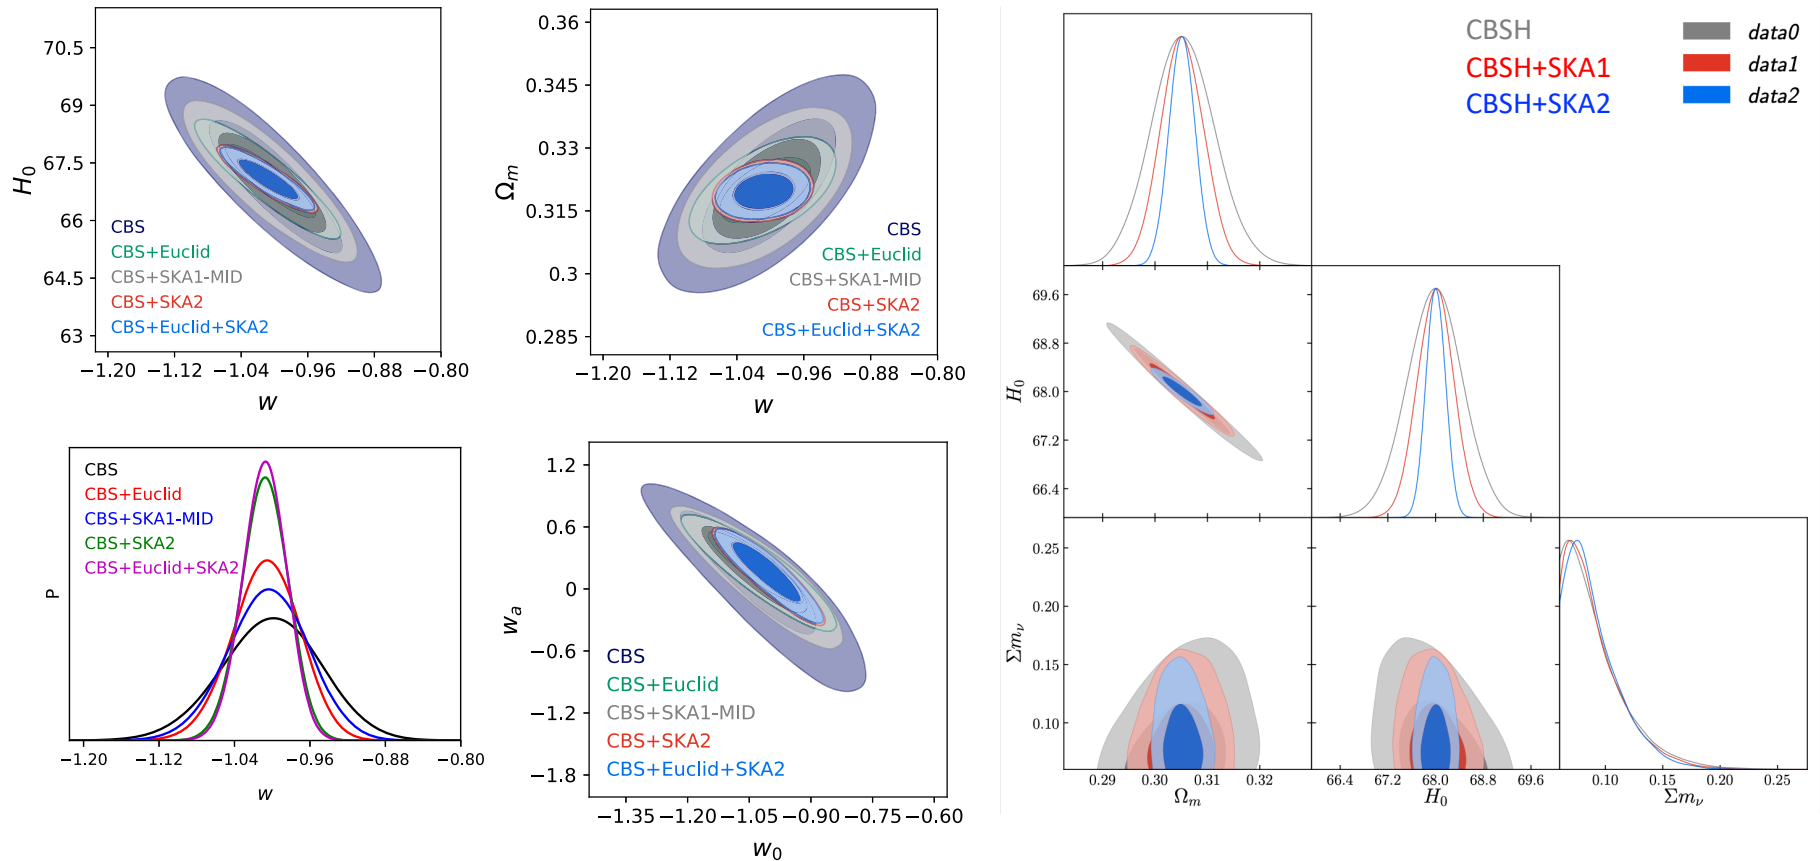 70.5
69
67.5
66
64.5
63
H0
CBS
CBS+Euclid
CBS+SKA1-MID
CBS+SKA2
CBS+Euclid+SKA2
−1.20 −1.12 −1.04 −0.96 −0.88 −0.80
w
0.36
0.345
0.33
0.315
0.3
0.285
Ωm
CBS
CBS+Euclid
CBS+SKA1-MID
CBS+SKA2
CBS+Euclid+SKA2
−1.20 −1.12 −1.04 −0.96 −0.88 −0.80
w
CBS
CBS+Euclid
CBS+SKA1-MID
CBS+SKA2
CBS+Euclid+SKA2
P
−1.20 −1.12 −1.04 −0.96 −0.88 −0.80
w
1.2
0.6
0
−0.6
−1.2
−1.8
wa
CBS
CBS+Euclid
CBS+SKA1-MID
CBS+SKA2
CBS+Euclid+SKA2
−1.35 −1.20 −1.05 −0.90 −0.75 −0.60
w0
CBSH
CBSH+SKA1
CBSH+SKA2
data0
data1
data2
69.6
68.8
68.0
67.2
66.4
H0
0.25
0.20
0.15
0.10
Σmν
0.29 0.30 0.31 0.32
Ωm
66.4 67.2 68.0 68.8 69.6
H0
0.10 0.15 0.20 0.25
Σmν